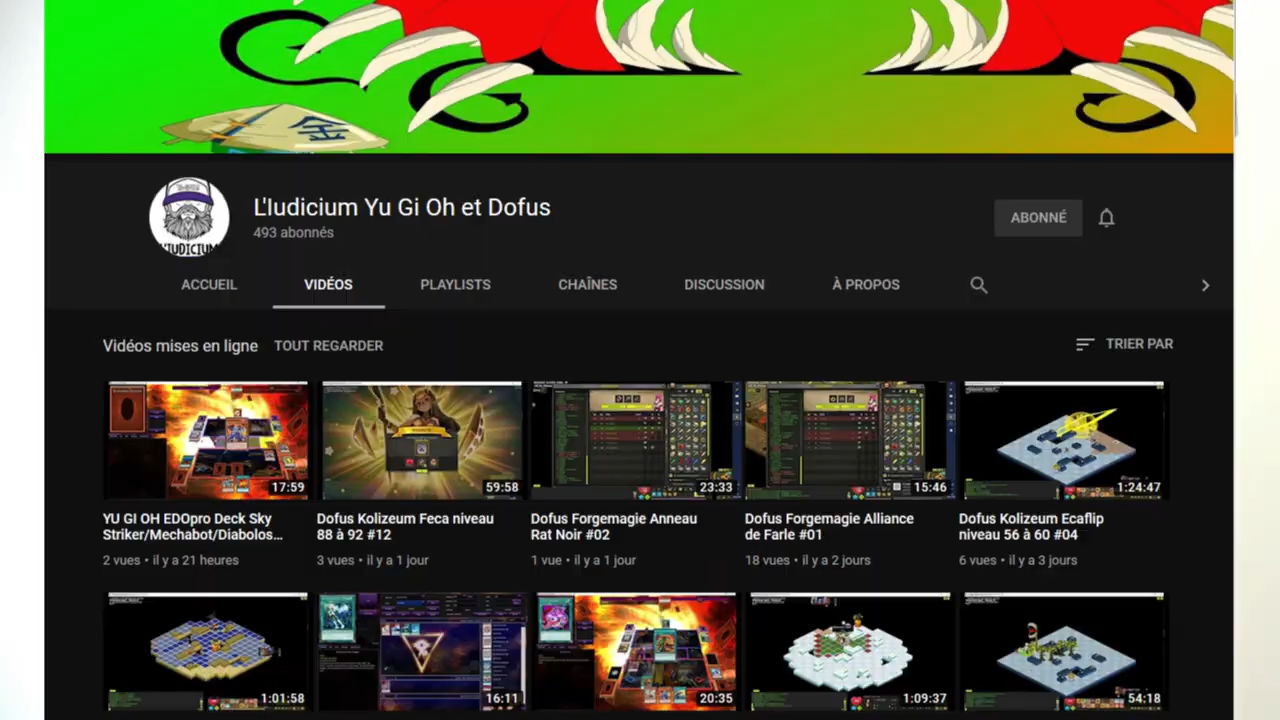 L'Iudicium Yu Gi Oh et Dofus
493 abonnés
ABONNÉ
L'IUDICIUM
ACCUEIL
VIDÉOS
PLAYLISTS
CHAÎNES
DISCUSSION
À PROPOS
Vidéos mises en ligne
TOUT REGARDER
TRIER PAR
17:59
59:58
23:33
15:46
1:24:47
YU GI OH EDOpro Deck Sky
Striker/Mechabot/Diabolos...
2 vues • il y a 21 heures
Dofus Kolizeum Feca niveau
88 à 92 #12
3 vues • il y a 1 jour
Dofus Forgemagie Anneau
Rat Noir #02
1 vue • il y a 1 jour
Dofus Forgemagie Alliance
de Farle #01
18 vues • il y a 2 jours
Dofus Kolizeum Ecaflip
niveau 56 à 60 #04
6 vues • il y a 3 jours
1:01:58
16:11
20:35
1:09:37
54:18